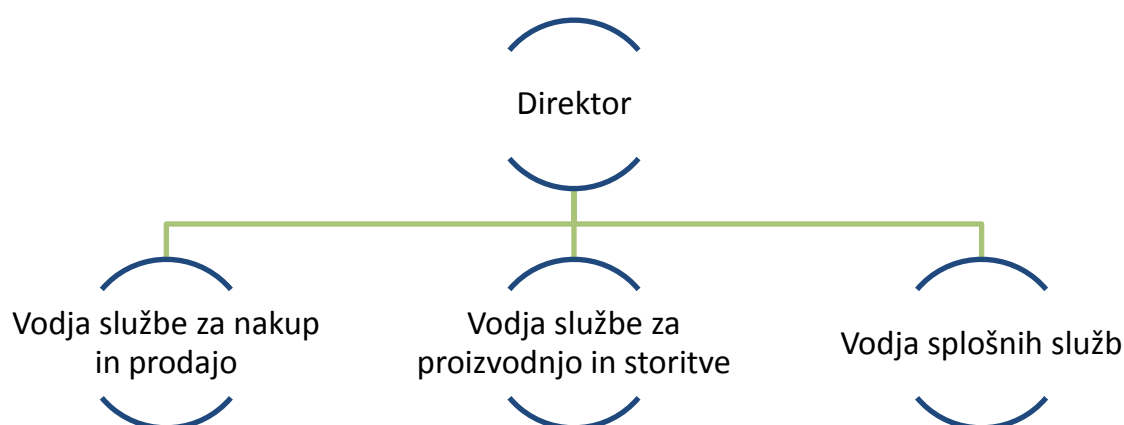 Direktor
Vodja službe za nakup
in prodajo
Vodja službe za
proizvodnjo in storitve
Vodja splošnih služb